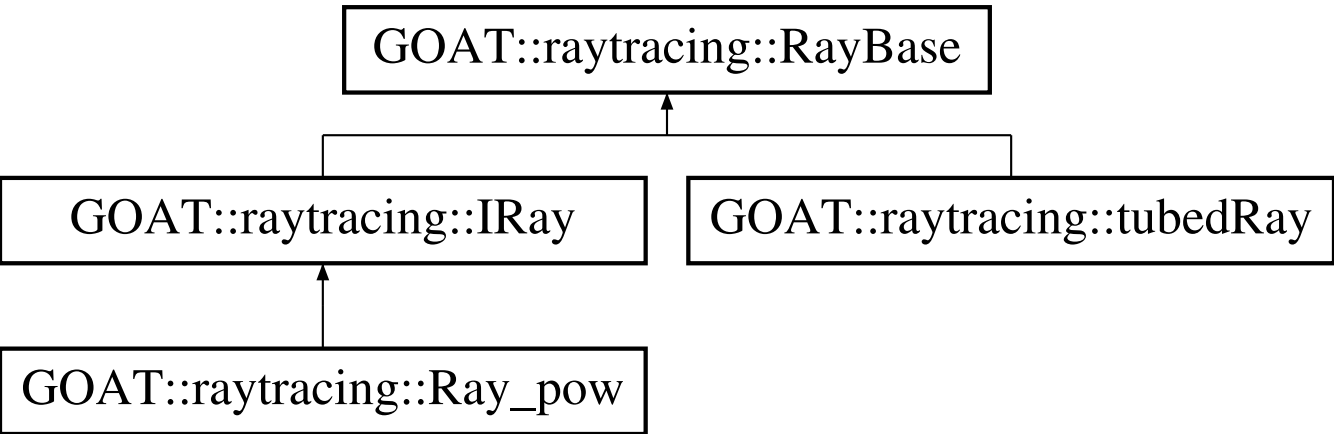 GOAT::raytracing::RayBase
GOAT::raytracing::IRay
GOAT::raytracing::tubedRay
GOAT::raytracing::Ray_pow